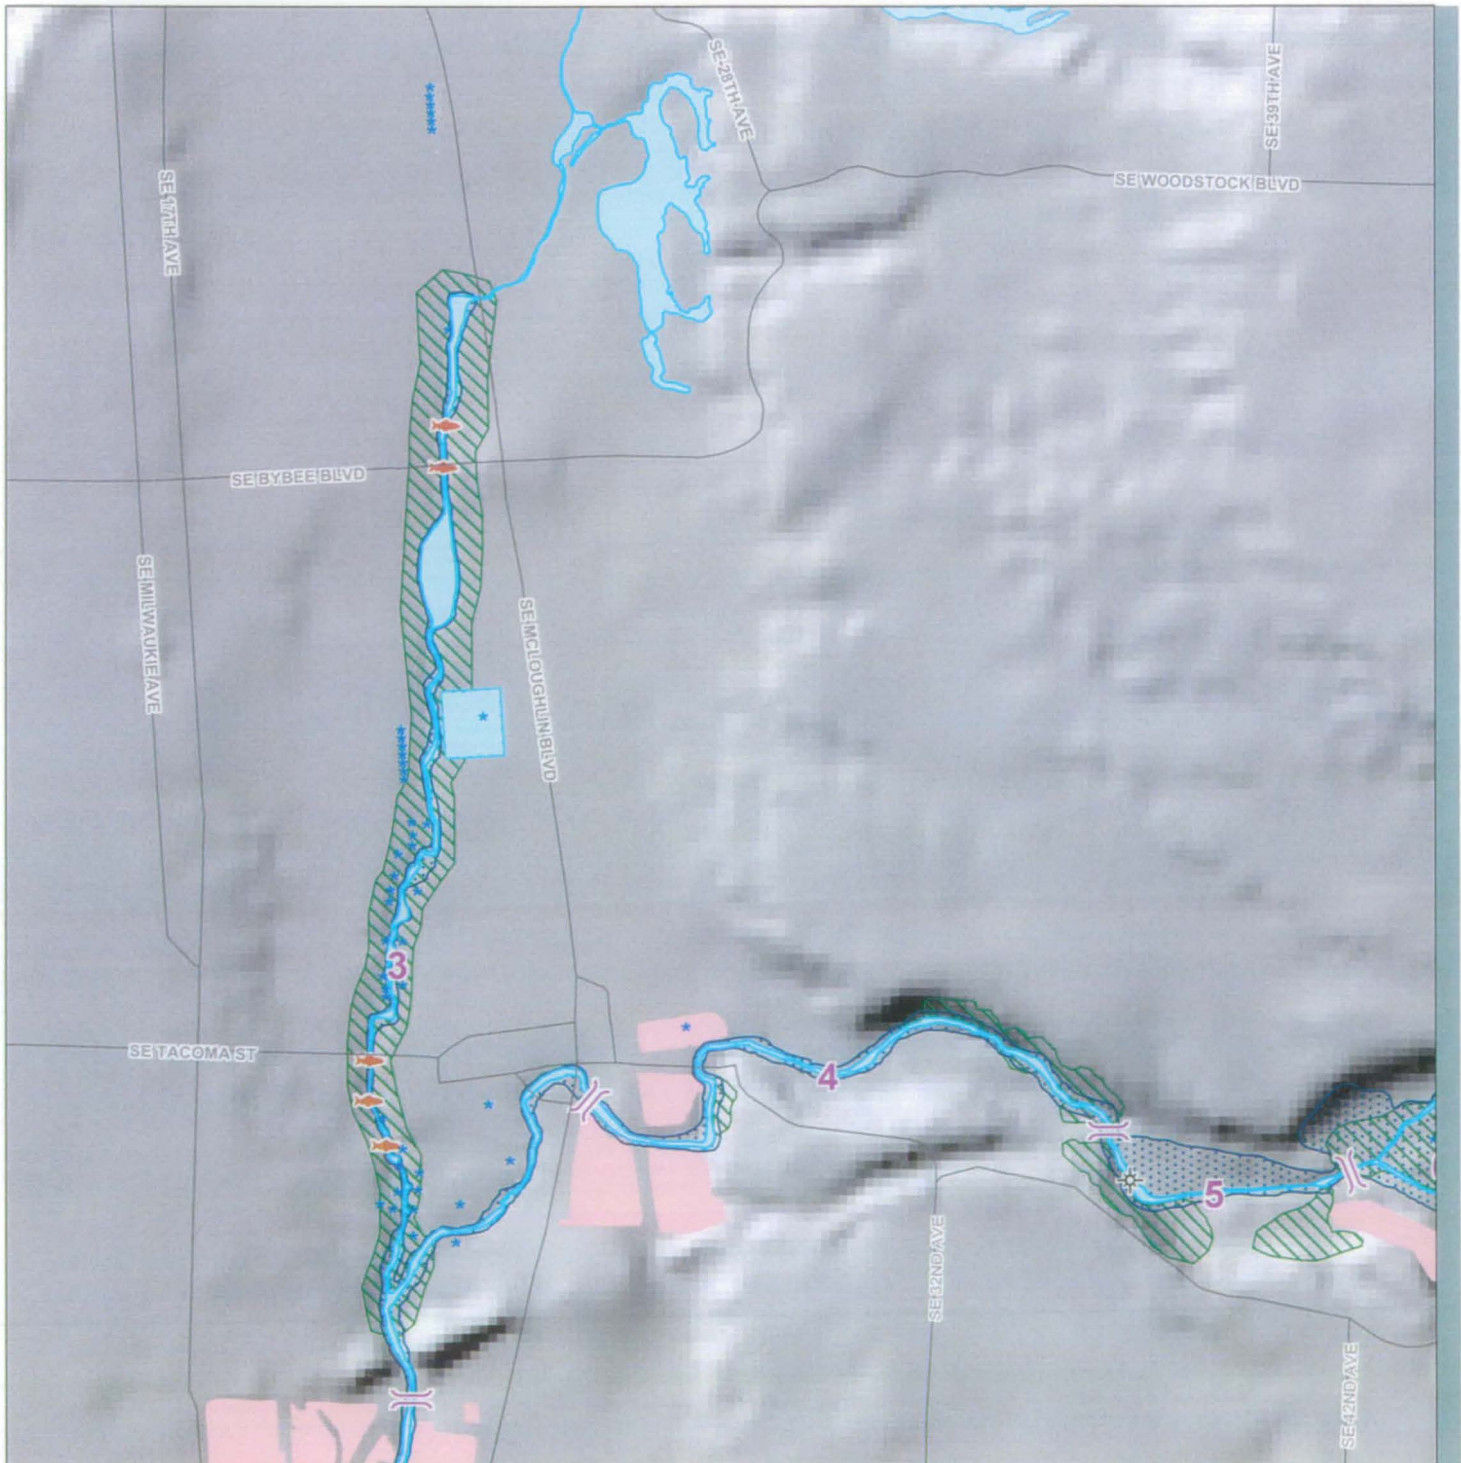 SE 28TH AVE
SE 39TH AVE
SE WOODSTOCK BLVD
SE 17TH AVE
SE BYBEE BLVD
SE MILWAUKIE AVE
SE MCLOUGHLIN BLVD
3
SE TACOMA ST
4
5
SE 32ND AVE
SE 42ND AVE